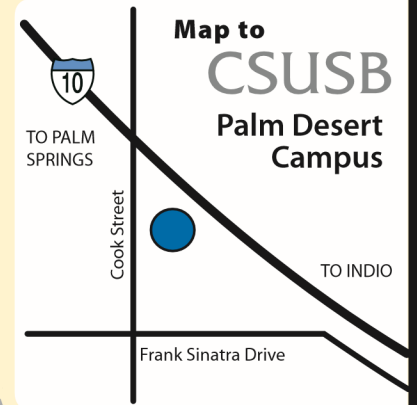 Map to
CSUSB
Palm Desert
Campus
10
TO PALM
SPRINGS
Cook Street
TO INDIO
Frank Sinatra Drive